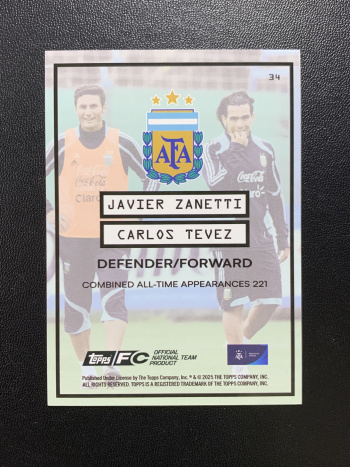 34
AFA
JAVIER ZANETTI
CARLOS TEVEZ
DEFENDER/FORWARD
COMBINED ALL-TIME APPEARANCES 221
Topps FC OFFICIAL NATIONAL TEAM PRODUCT
Published Under License by The Topps Company, Inc. ® & © 2025 THE TOPPS COMPANY, INC.
ALL RIGHTS RESERVED. TOPPS IS A REGISTERED TRADEMARK OF THE TOPPS COMPANY, INC.
Coca-Cola
Claro
Coca-Cola
Claro